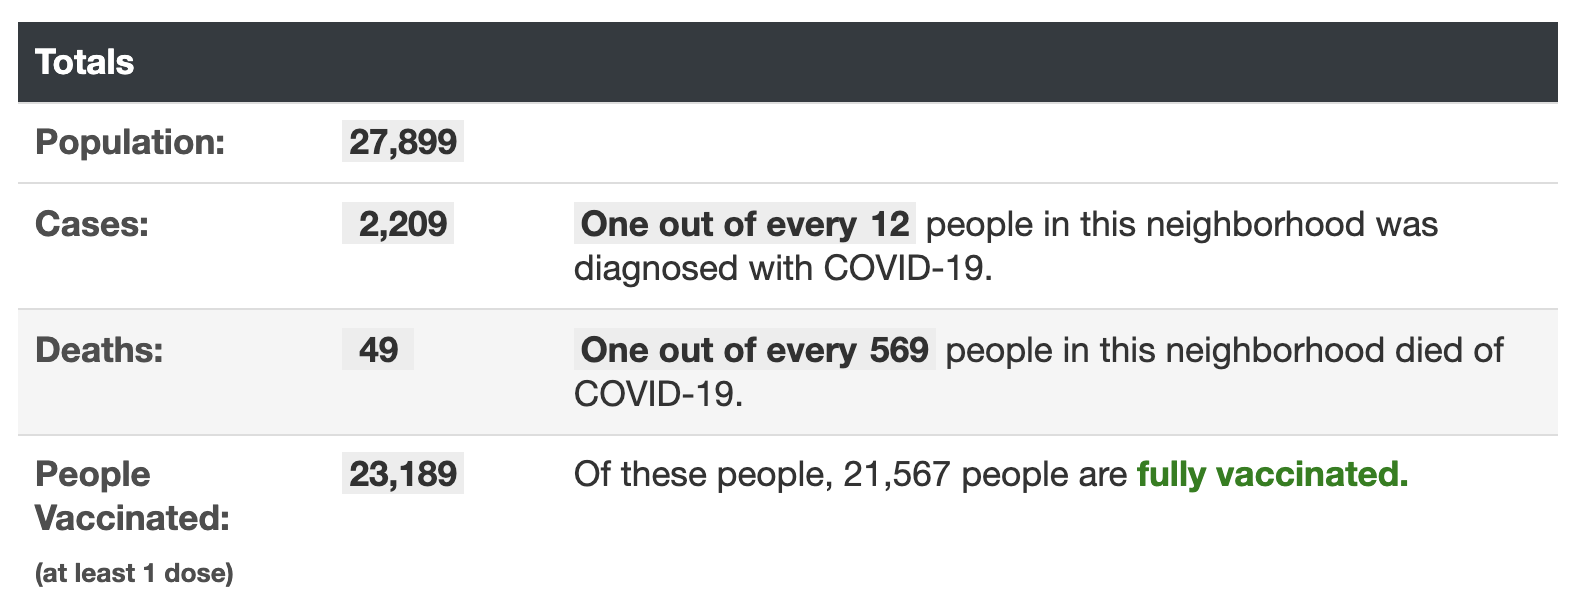 Totals
Population: 27,899
Cases: 2,209 One out of every 12 people in this neighborhood was
diagnosed with COVID-19.
Deaths: 49 One out of every 569 people in this neighborhood died of
COVID-19.
People 23,189 Of these people, 21,567 people are fully vaccinated.
Vaccinated:
(at least 1 dose)